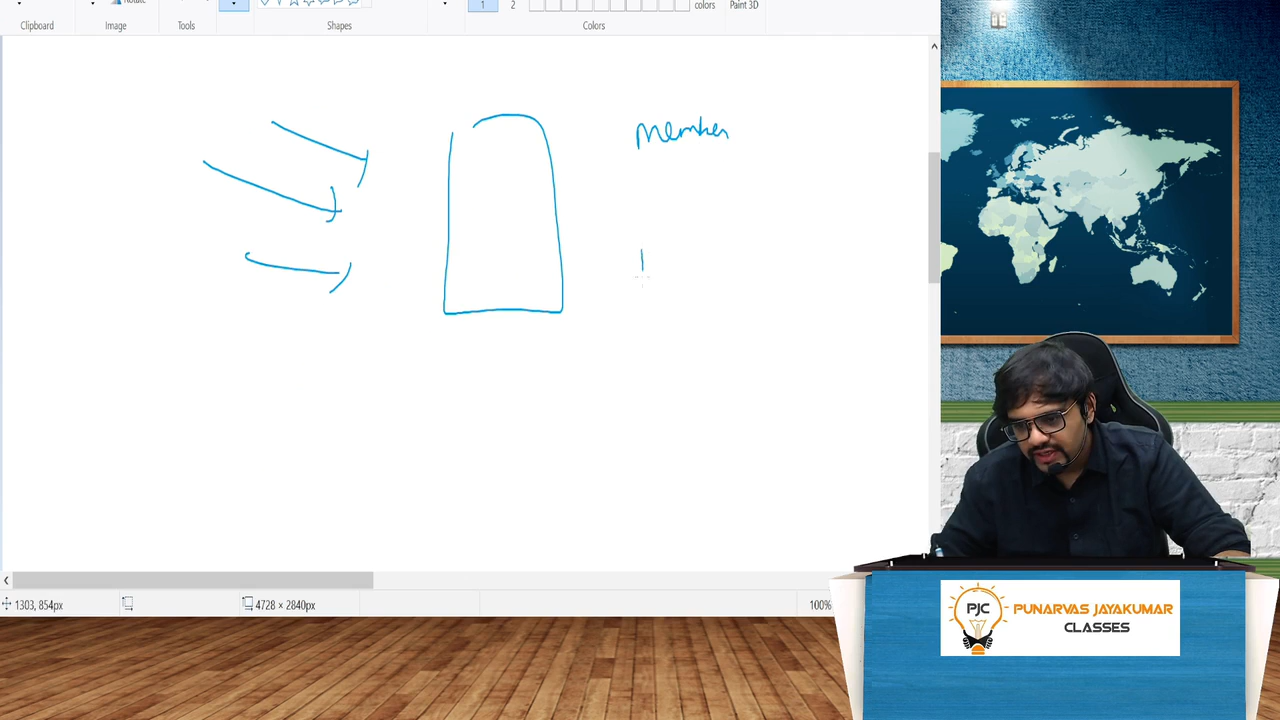 Rotate
Clipboard
Image
Tools
Shapes
1
2
colors
Colors
Paint 3D
member
1303, 854px
4728 × 2840px
100%
PJC
PUNARVAS JAYAKUMAR
CLASSES